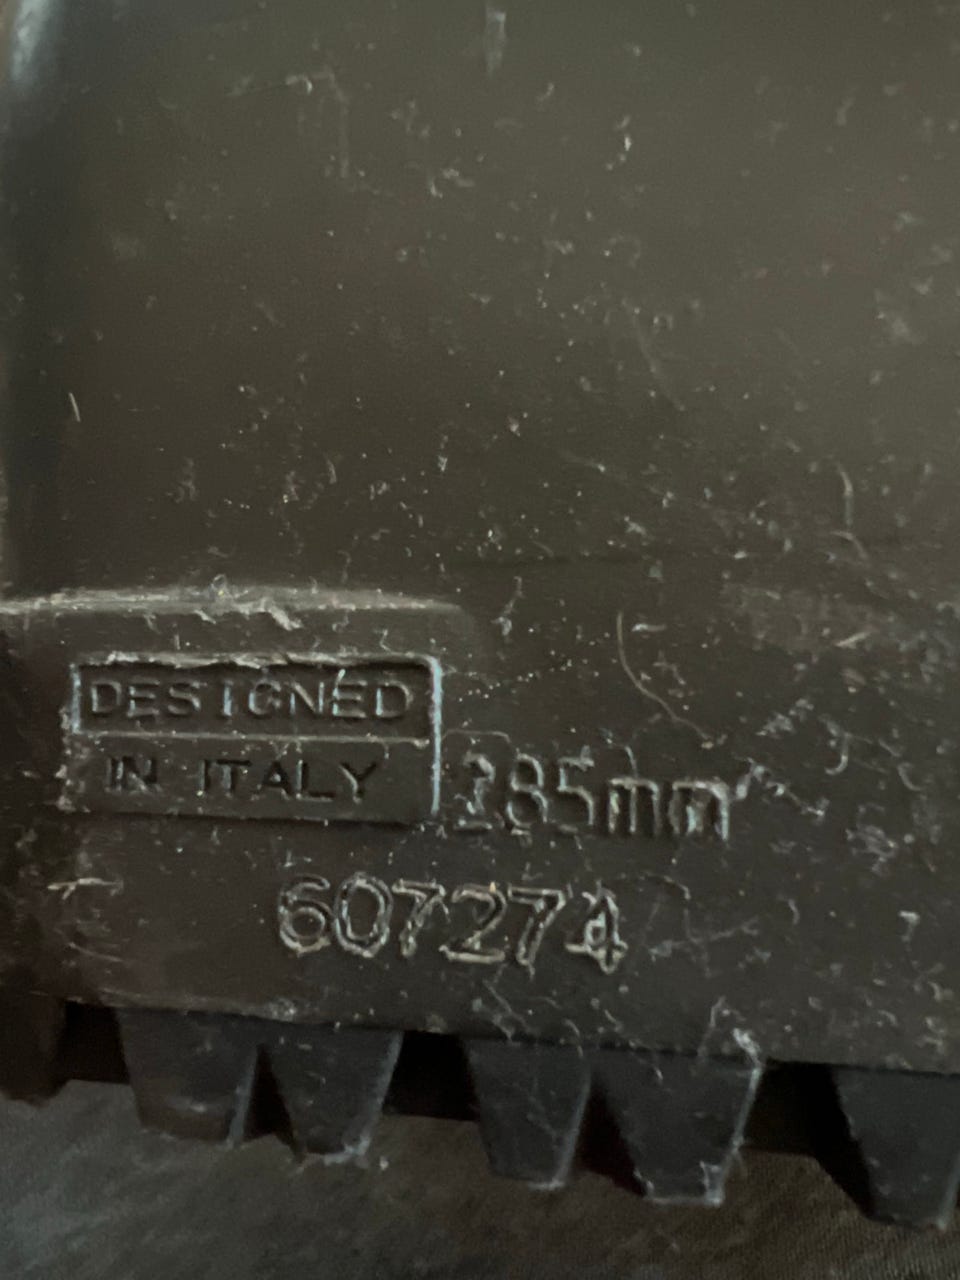 DESIGNED
IN ITALY
285mm
607274